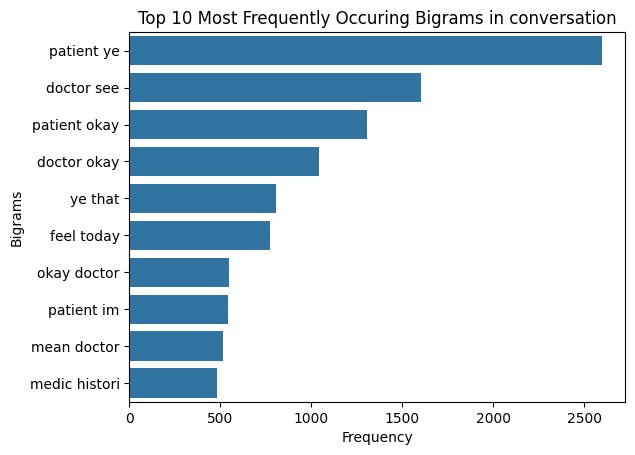 Top 10 Most Frequently Occuring Bigrams in conversation
patient ye
doctor see
patient okay
doctor okay
ye that
feel today
okay doctor
patient im
mean doctor
medic histori
Bigrams
0 500 1000 1500 2000 2500
Frequency